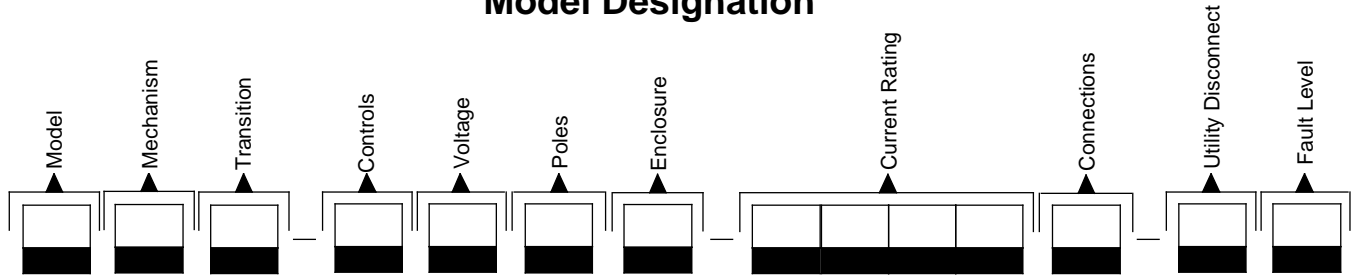 Model Designation
Model
Mechanism
Transition
Controls
Voltage
Poles
Enclosure
Current Rating
Connections
Utility Disconnect
Fault Level